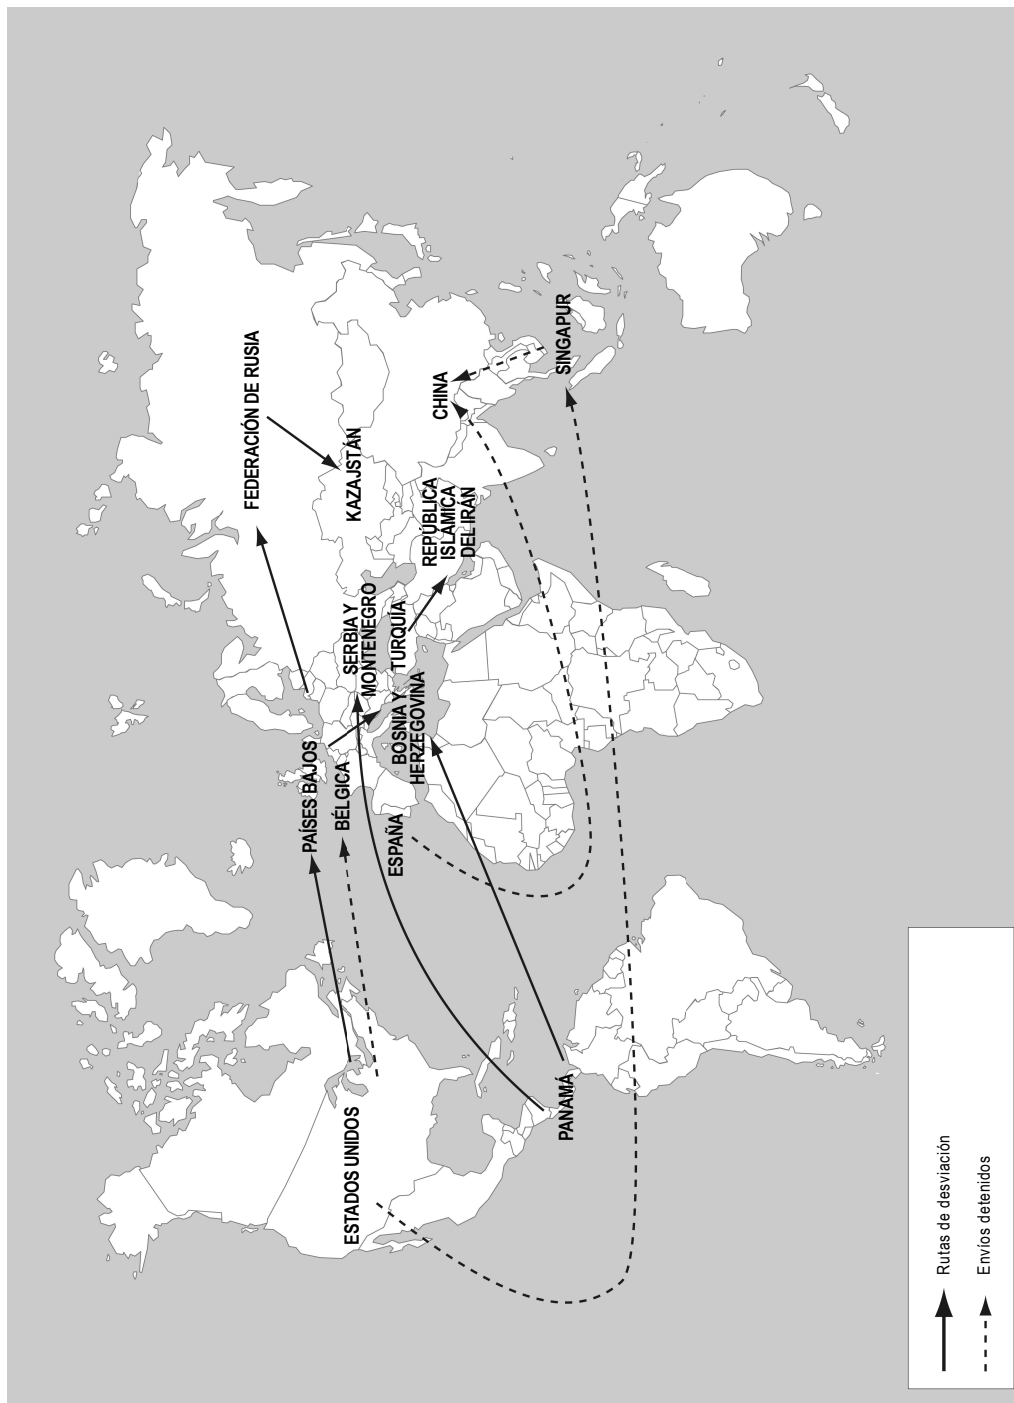 FEDERACIÓN DE RUSIA
KAZAJSTÁN
CHINA
SINGAPUR
REPÚBLICA
ISLÁMICA
DEL IRÁN
SERBIA Y
MONTENEGRO
TURQUÍA
BOSNIA Y
HERZEGOVINA
PAÍSES BAJOS
BÉLGICA
ESPAÑA
ESTADOS UNIDOS
PANAMÁ
Rutas de desviación
Envíos detenidos